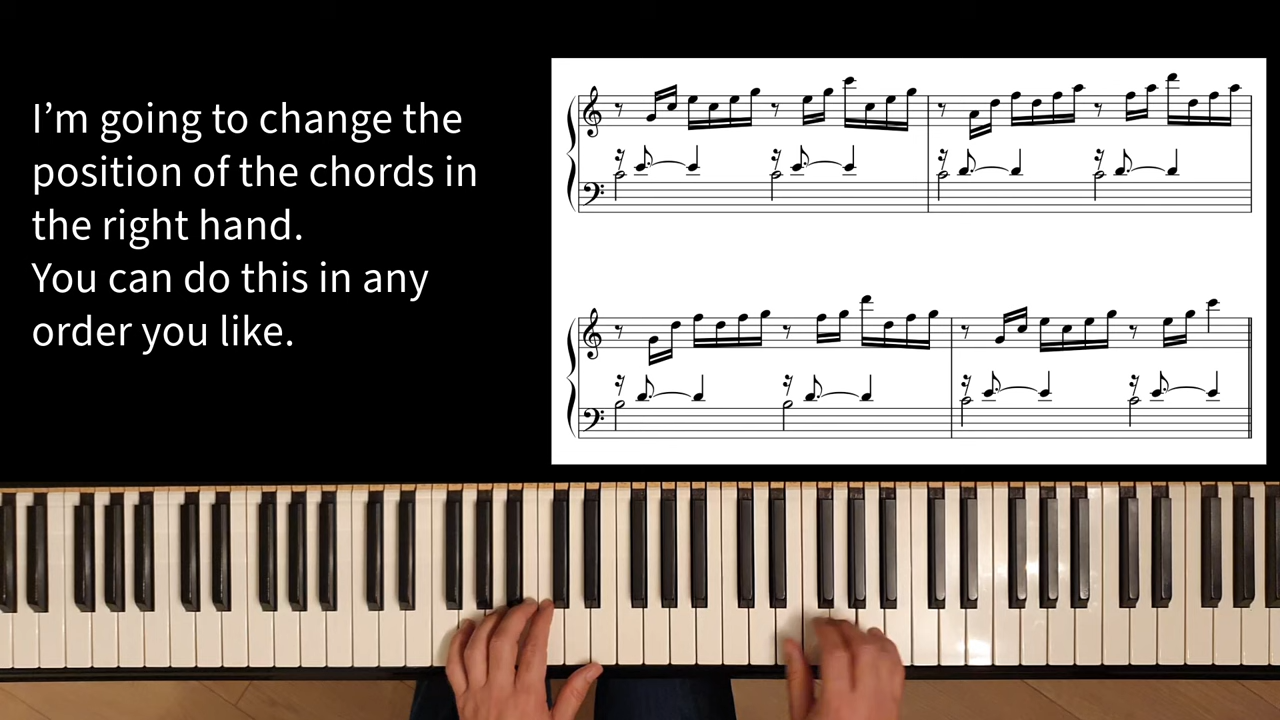 I’m going to change the
position of the chords in
the right hand.
You can do this in any
order you like.